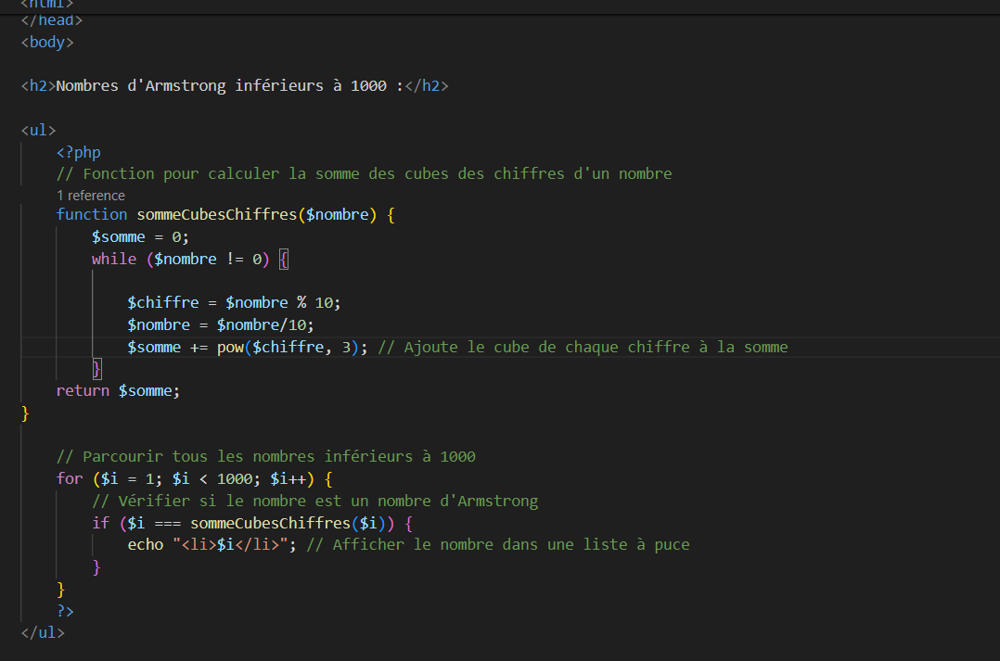 <html>
</head>
<body>
<h2>Nombres d'Armstrong inférieurs à 1000 :</h2>
<ul>
<?php
// Fonction pour calculer la somme des cubes des chiffres d'un nombre
1 reference
function sommeCubesChiffres($nombre) {
$somme = 0;
while ($nombre != 0) {
$chiffre = $nombre % 10;
$nombre = $nombre/10;
$somme += pow($chiffre, 3); // Ajoute le cube de chaque chiffre à la somme
}
return $somme;
}
// Parcourir tous les nombres inférieurs à 1000
for ($i = 1; $i < 1000; $i++) {
// Vérifier si le nombre est un nombre d'Armstrong
if ($i === sommeCubesChiffres($i)) {
echo "<li>$i</li>"; // Afficher le nombre dans une liste à puce
}
}
?>
</ul>